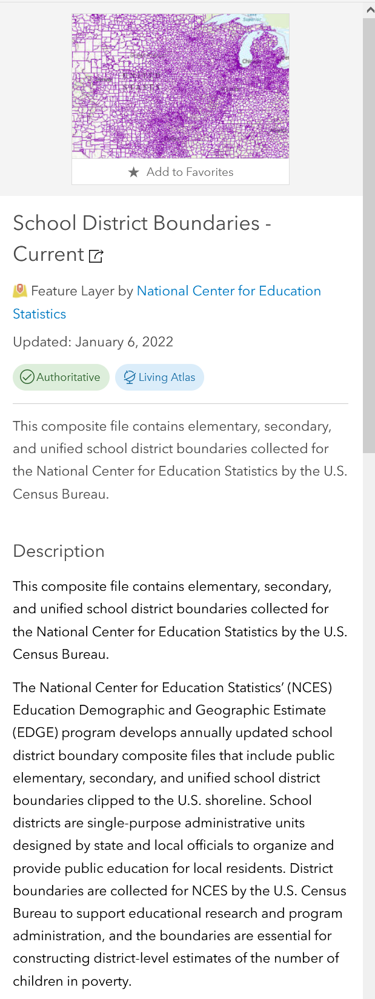 Superior
Chi
UNITED
STATES
★ Add to Favorites
School District Boundaries -
Current
Feature Layer by National Center for Education
Statistics
Updated: January 6, 2022
Authoritative
Living Atlas
This composite file contains elementary, secondary,
and unified school district boundaries collected for
the National Center for Education Statistics by the U.S.
Census Bureau.
Description
This composite file contains elementary, secondary,
and unified school district boundaries collected for
the National Center for Education Statistics by the U.S.
Census Bureau.
The National Center for Education Statistics’ (NCES)
Education Demographic and Geographic Estimate
(EDGE) program develops annually updated school
district boundary composite files that include public
elementary, secondary, and unified school district
boundaries clipped to the U.S. shoreline. School
districts are single-purpose administrative units
designed by state and local officials to organize and
provide public education for local residents. District
boundaries are collected for NCES by the U.S. Census
Bureau to support educational research and program
administration, and the boundaries are essential for
constructing district-level estimates of the number of
children in poverty.